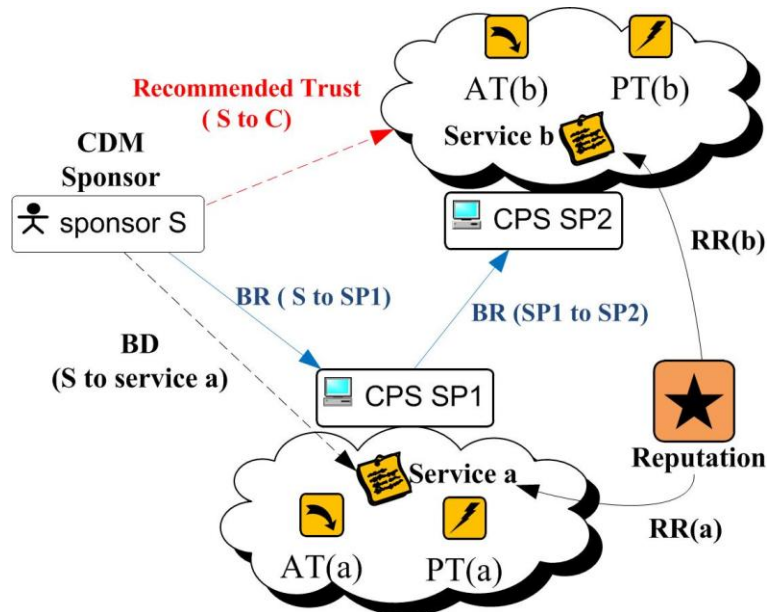 AT(b)
PT(b)
Recommended Trust
( S to C)
Service b
CDM
Sponsor
sponsor S
CPS SP2
RR(b)
BR ( S to SP1)
BR (SP1 to SP2)
BD
(S to service a)
CPS SP1
Reputation
Service a
RR(a)
AT(a)
PT(a)